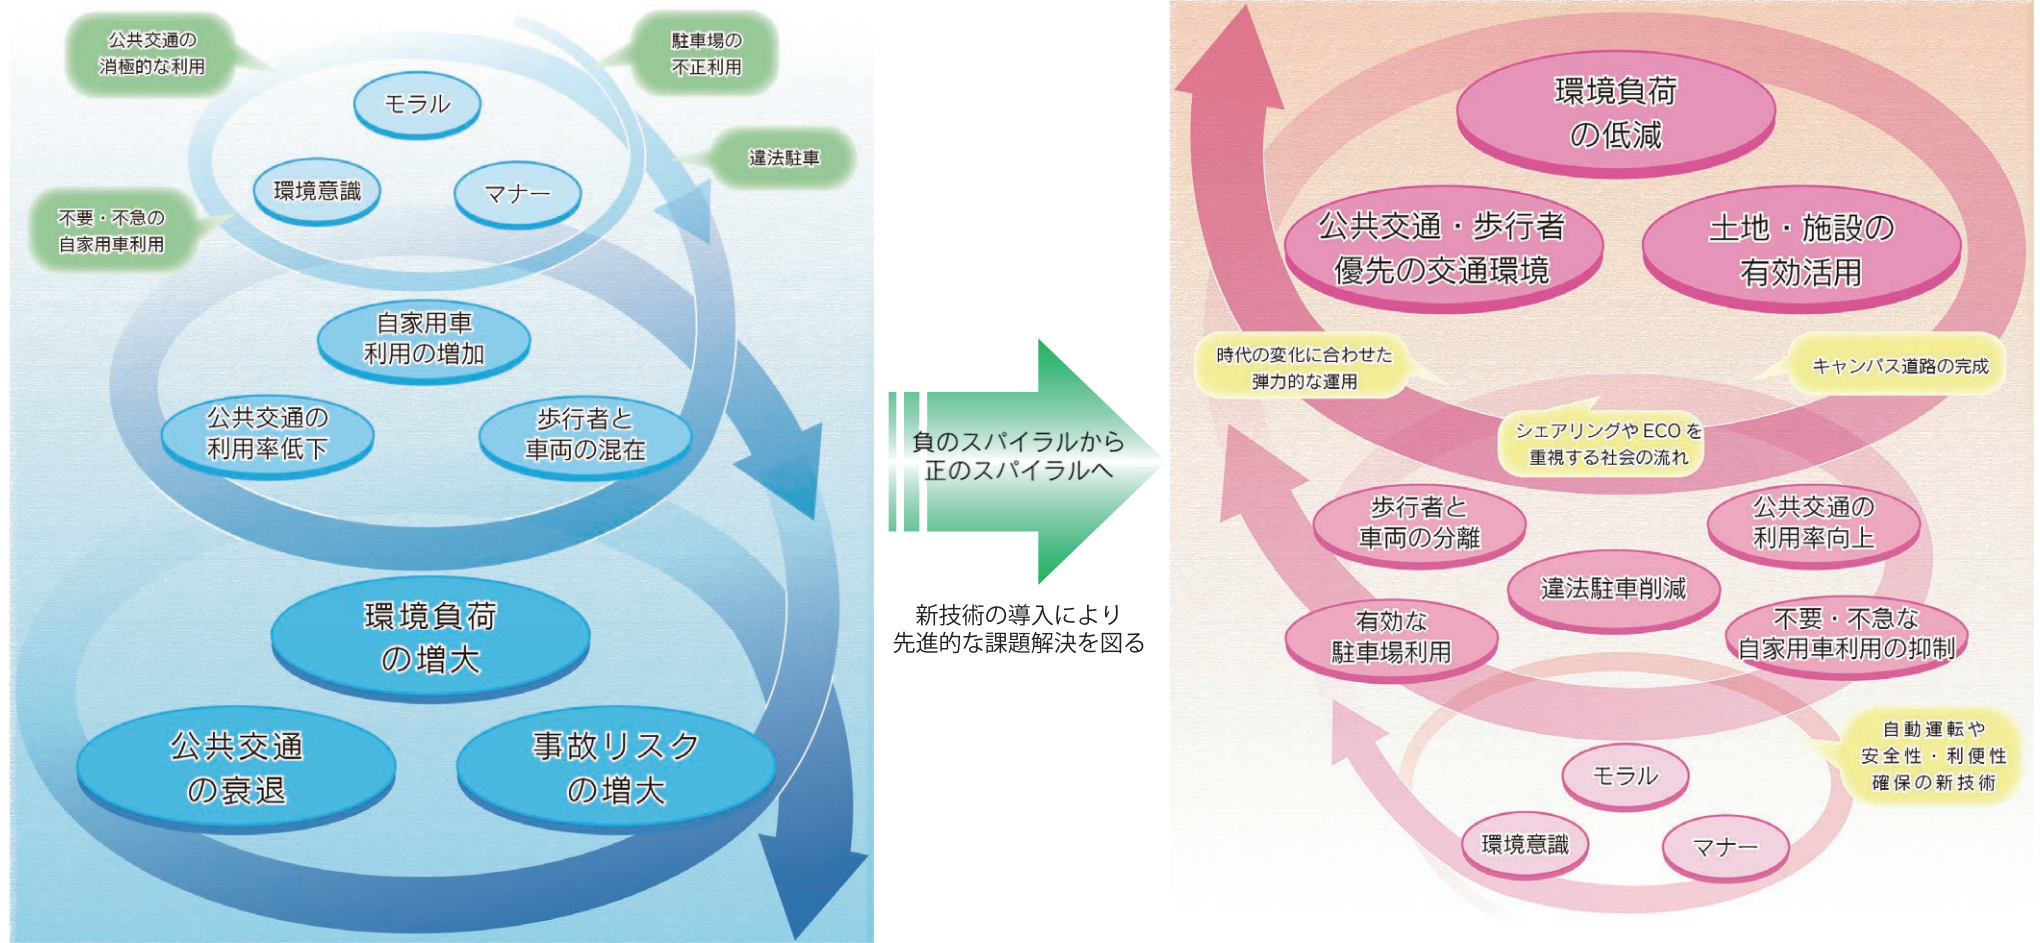 公共交通の
消極的な利用
駐車場の
不正利用
モラル
違法駐車
環境意識
マナー
不要・不急の
自家用車利用
自家用車
利用の増加
公共交通の
利用率低下
歩行者と
車両の混在
環境負荷
の増大
公共交通
の衰退
事故リスク
の増大
負のスパイラルから
正のスパイラルへ
新技術の導入により
先進的な課題解決を図る
環境負荷
の低減
公共交通・歩行者
優先の交通環境
土地・施設の
有効活用
時代の変化に合わせた
弾力的な運用
キャンパス道路の完成
シェアリングや ECO を
重視する社会の流れ
歩行者と
車両の分離
公共交通の
利用率向上
違法駐車削減
有効な
駐車場利用
不要・不急な
自家用車利用の抑制
自動運転や
安全性・利便性
確保の新技術
モラル
環境意識
マナー